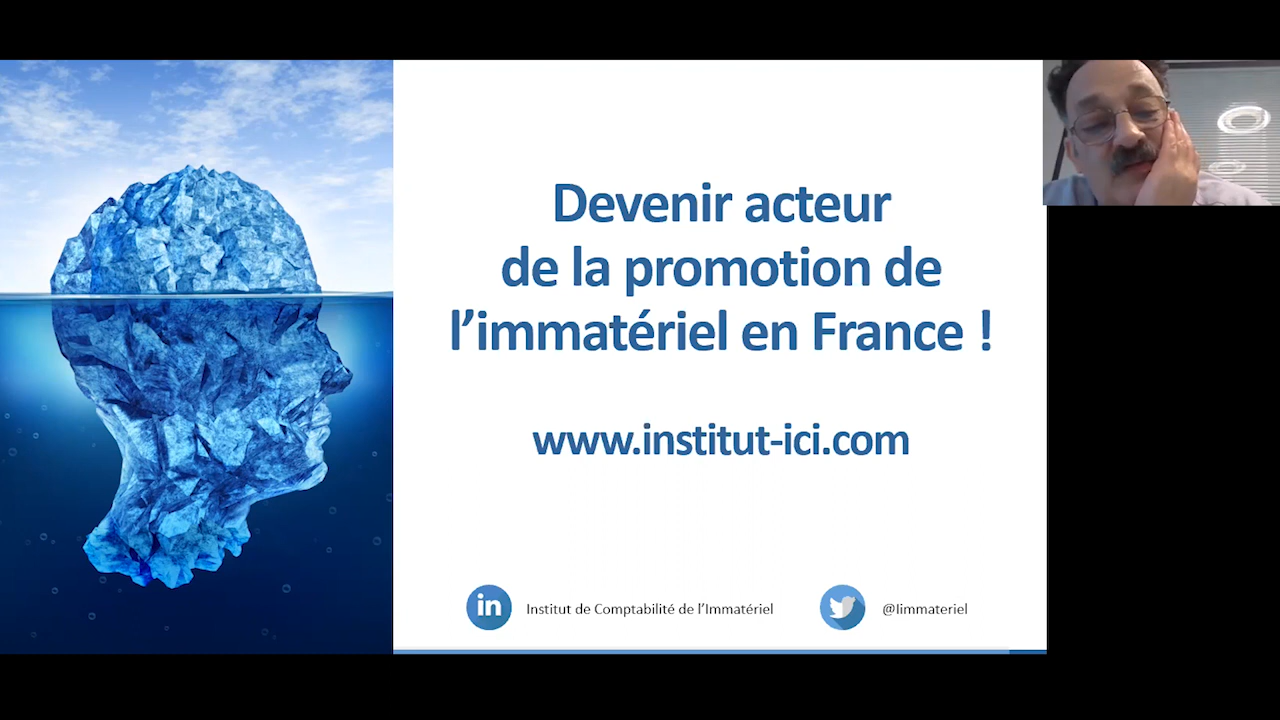 Devenir acteur
de la promotion de
l’immatériel en France !
www.institut-ici.com
in
Institut de Comptabilité de l’Immatériel
@Iimmateriel